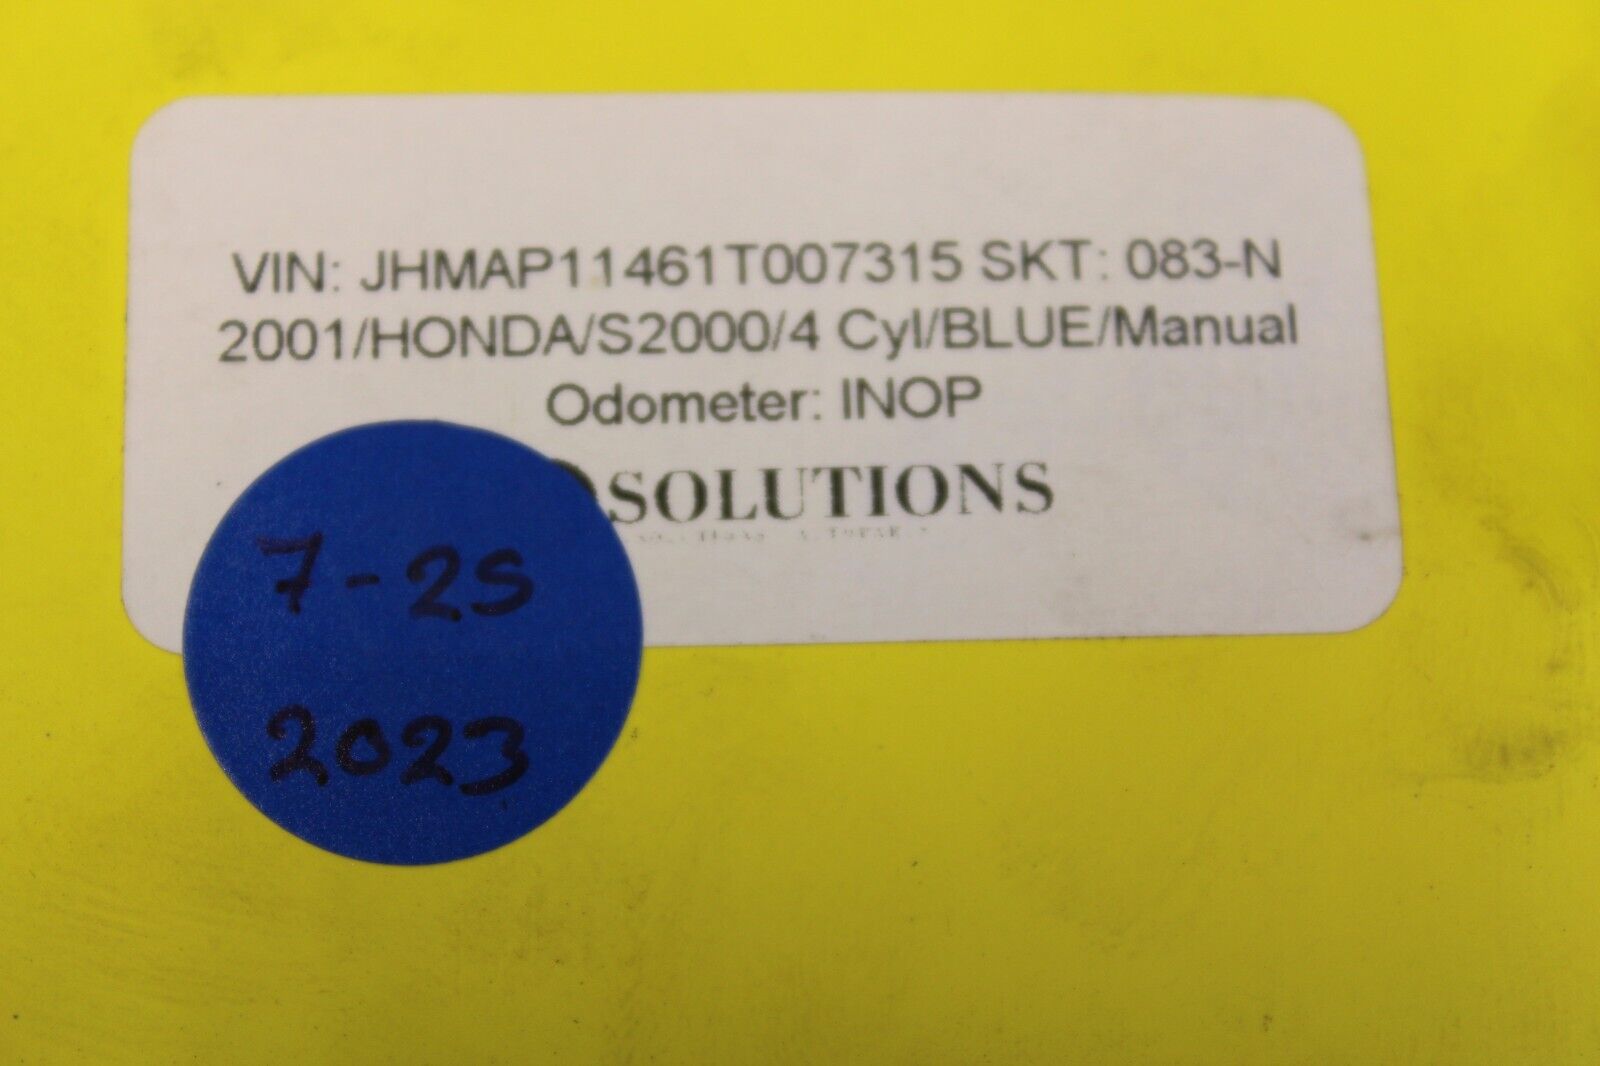 VIN: JHMAP11461T007315 SKT: 083-N
2001/HONDA/S2000/4 Cyl/BLUE/Manual
Odometer: INOP
SOLUTIONS
7-25
2023